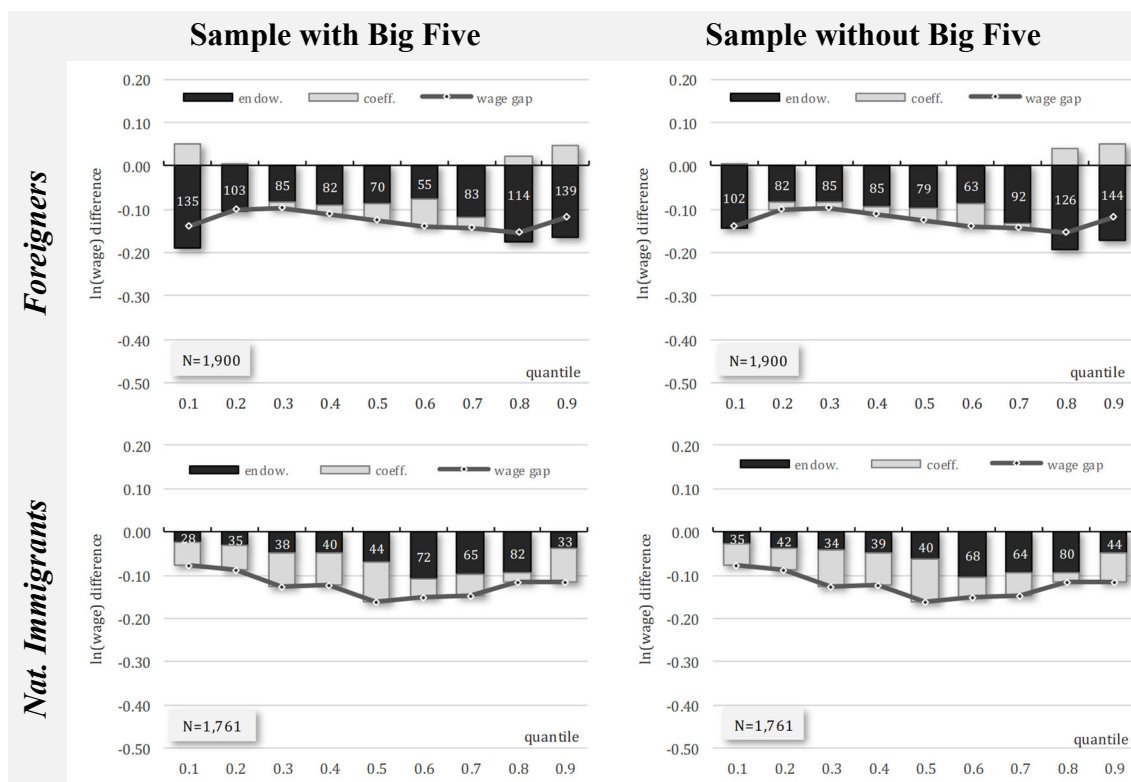 Sample with Big Five
Sample without Big Five
Foreigners
0.20
0.10
0.00
-0.10
-0.20
-0.30
-0.40
-0.50
ln(wage) difference
endow. coeff. wage gap
135 103 85 82 70 55 83 114 139
N=1,900
quantile
0.1 0.2 0.3 0.4 0.5 0.6 0.7 0.8 0.9
0.20
0.10
0.00
-0.10
-0.20
-0.30
-0.40
-0.50
ln(wage) difference
endow. coeff. wage gap
102 82 85 85 79 63 92 126 144
N=1,900
quantile
0.1 0.2 0.3 0.4 0.5 0.6 0.7 0.8 0.9
Nat. Immigrants
0.20
0.10
0.00
-0.10
-0.20
-0.30
-0.40
-0.50
ln(wage) difference
endow. coeff. wage gap
28 35 38 40 44 72 65 82 33
N=1,761
quantile
0.1 0.2 0.3 0.4 0.5 0.6 0.7 0.8 0.9
0.20
0.10
0.00
-0.10
-0.20
-0.30
-0.40
-0.50
ln(wage) difference
endow. coeff. wage gap
35 42 34 39 40 68 64 80 44
N=1,761
quantile
0.1 0.2 0.3 0.4 0.5 0.6 0.7 0.8 0.9